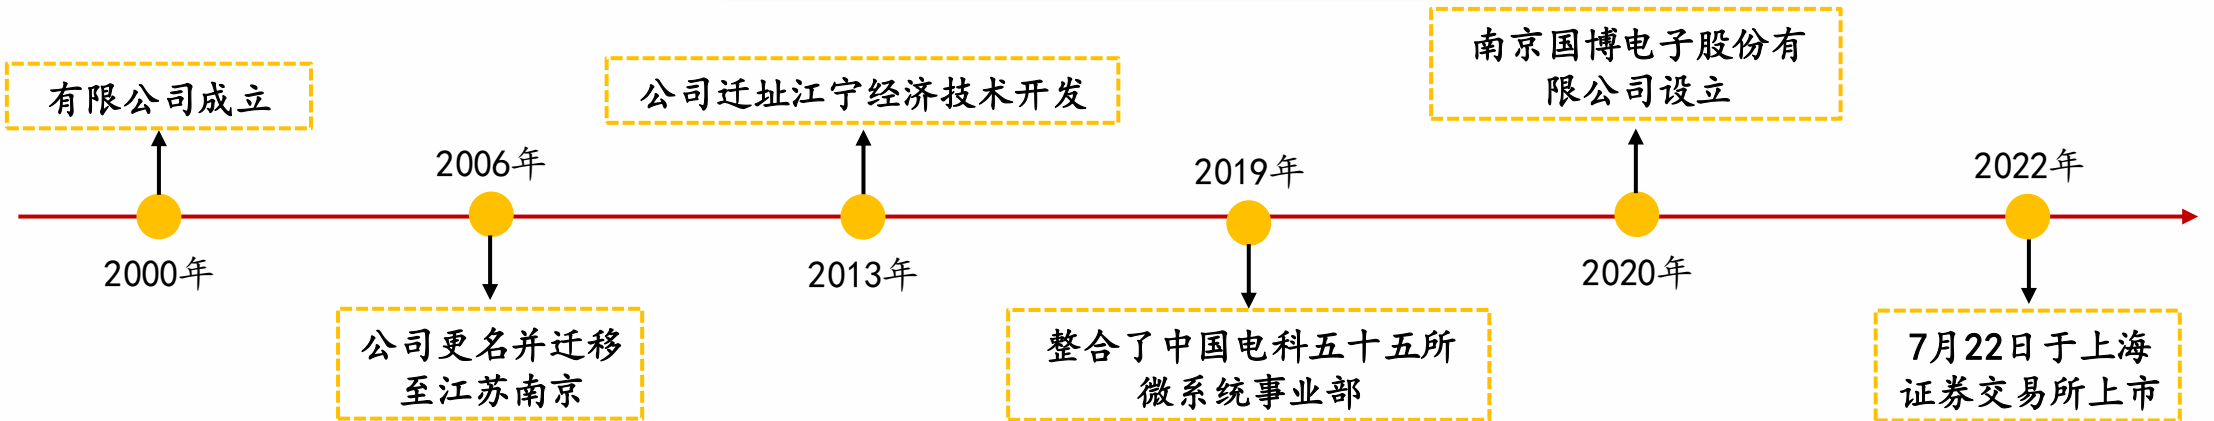 有限公司成立
2000年
2006年
公司更名并迁移
至江苏南京
公司迁址江宁经济技术开发
2013年
2019年
整合了中国电科五十五所
微系统事业部
南京国博电子股份有
限公司设立
2020年
2022年
7月22日于上海
证券交易所上市